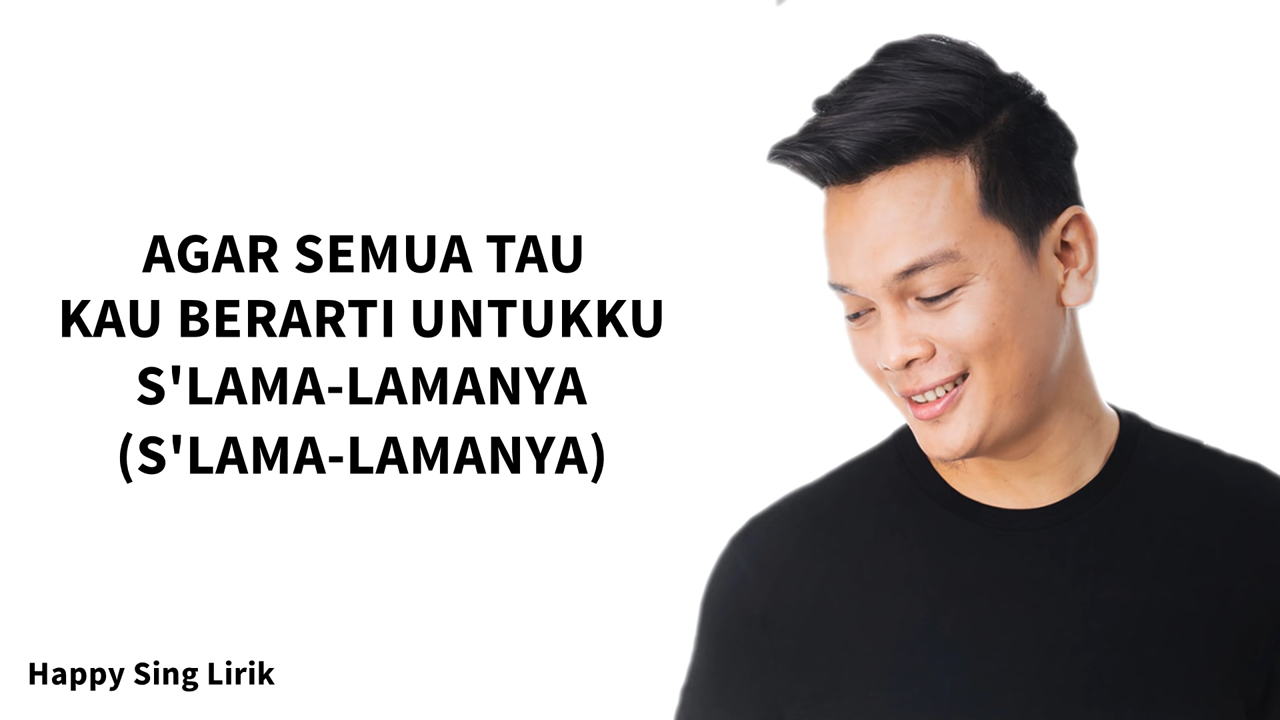 AGAR SEMUA TAU
KAU BERARTI UNTUKKU
S'LAMA-LAMANYA
(S'LAMA-LAMANYA)
Happy Sing Lirik